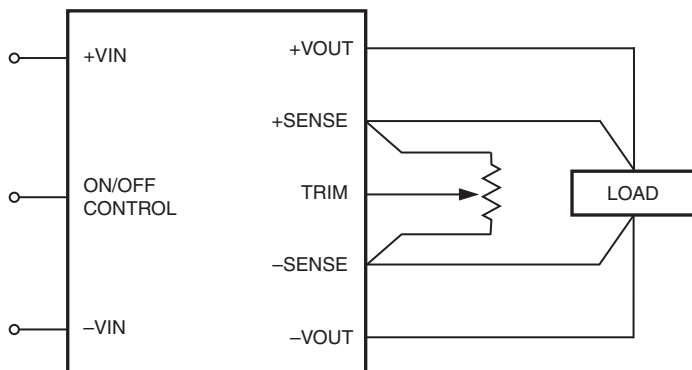 +VIN
ON/OFF
CONTROL
–VIN
+VOUT
+SENSE
TRIM
–SENSE
–VOUT
LOAD